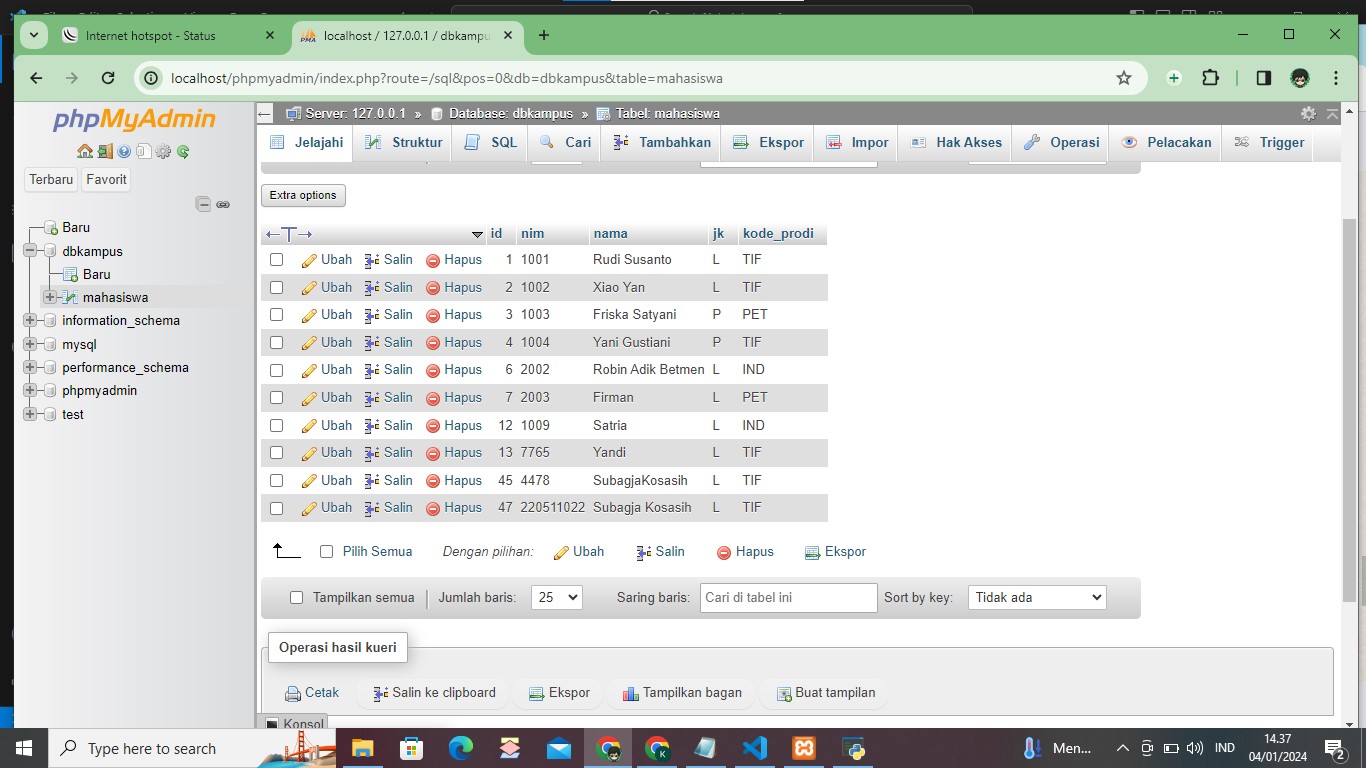 Internet hotspot - Status
localhost / 127.0.0.1 / dbkampu
localhost/phpmyadmin/index.php?route=/sql&pos=0&db=dbkampus&table=mahasiswa
phpMyAdmin
Terbaru Favorit
Baru
dbkampus
Baru
mahasiswa
information_schema
mysql
performance_schema
phpmyadmin
test
Server: 127.0.0.1 » Database: dbkampus » Tabel: mahasiswa
Jelajahi Struktur SQL Cari Tambahkan Ekspor Impor Hak Akses Operasi Pelacakan Trigger
Extra options
←T→ id nim nama jk kode_prodi
Ubah Salin Hapus 1 1001 Rudi Susanto L TIF
Ubah Salin Hapus 2 1002 Xiao Yan L TIF
Ubah Salin Hapus 3 1003 Friska Satyani P PET
Ubah Salin Hapus 4 1004 Yani Gustiani P TIF
Ubah Salin Hapus 6 2002 Robin Adik Betmen L IND
Ubah Salin Hapus 7 2003 Firman L PET
Ubah Salin Hapus 12 1009 Satria L IND
Ubah Salin Hapus 13 7765 Yandi L TIF
Ubah Salin Hapus 45 4478 SubagjaKosasih L TIF
Ubah Salin Hapus 47 220511022 Subagja Kosasih L TIF
Pilih Semua Dengan pilihan: Ubah Salin Hapus Ekspor
Tampilkan semua Jumlah baris: 25 Saring baris: Cari di tabel ini Sort by key: Tidak ada
Operasi hasil kueri
Cetak Salin ke clipboard Ekspor Tampilkan bagan Buat tampilan
Konsol
Type here to search
Men... IND
14.37
04/01/2024
2